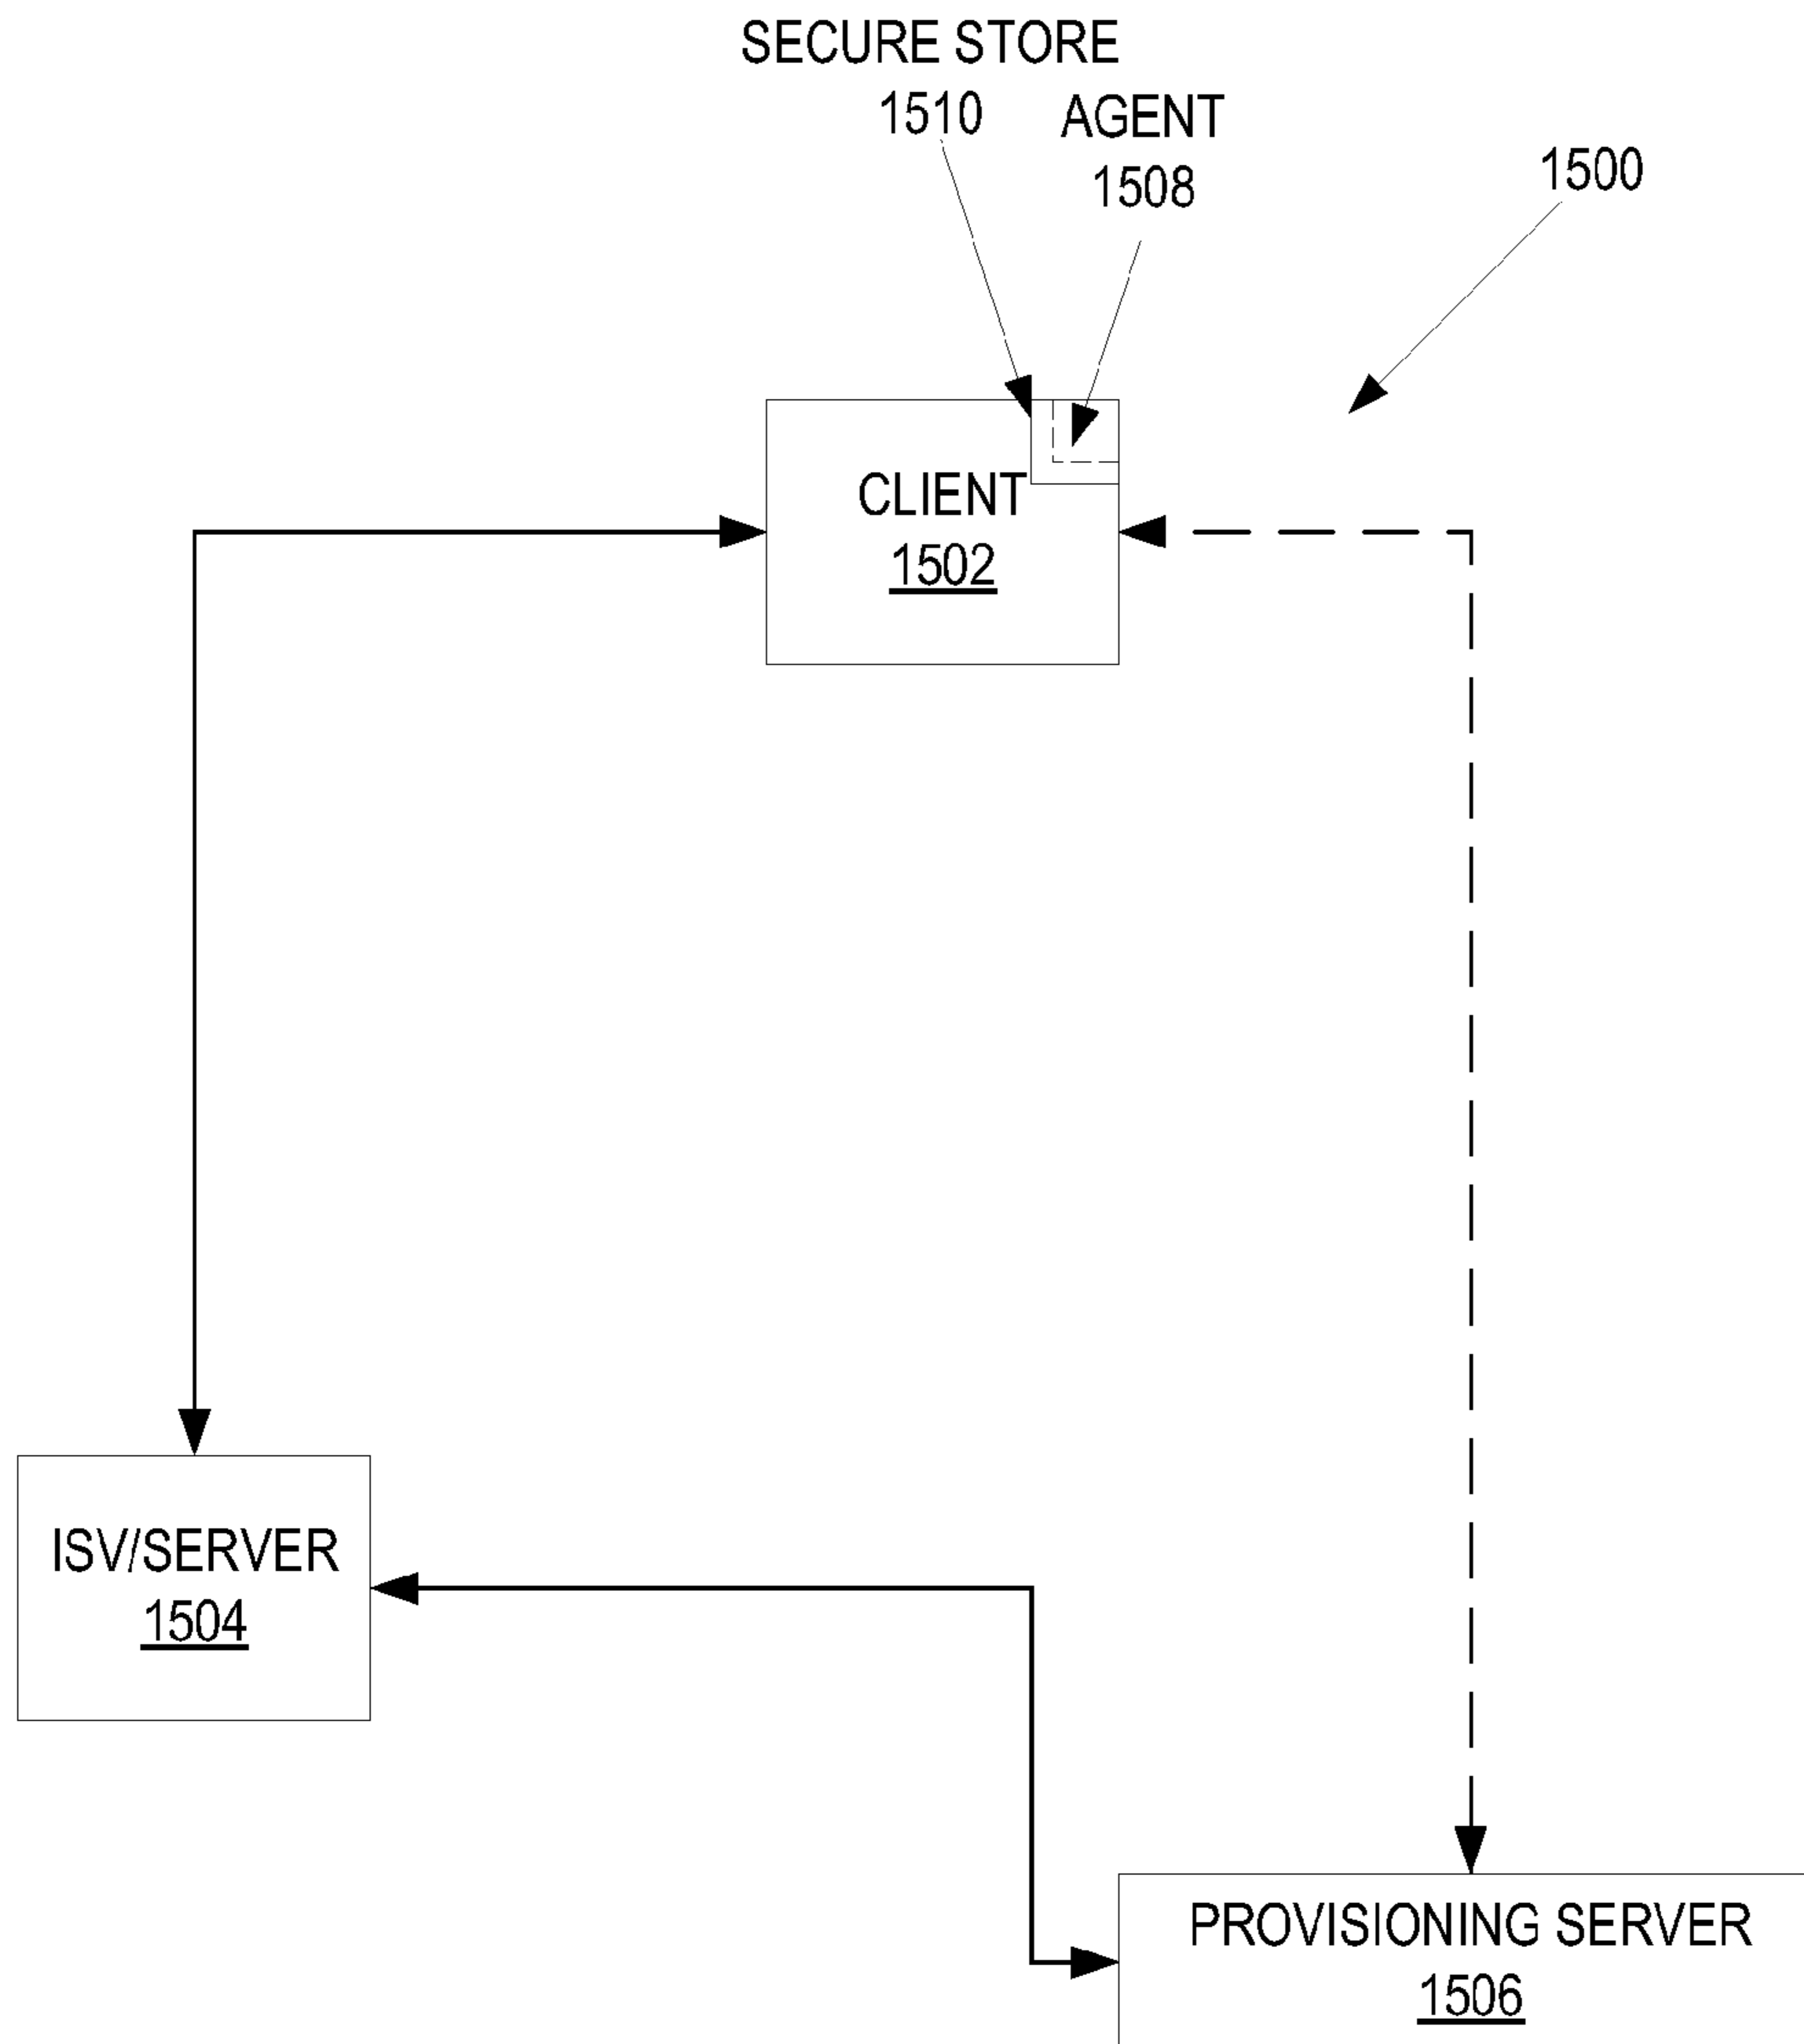 SECURE STORE
1510
AGENT
1508
1500
CLIENT
1502
ISV/SERVER
1504
PROVISIONING SERVER
1506